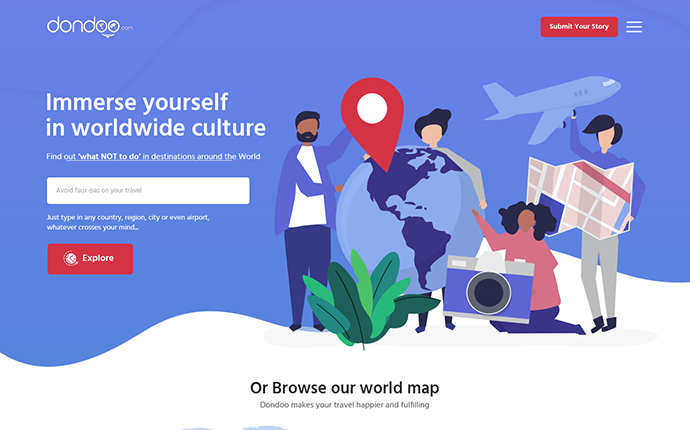 dondoo.com
Submit Your Story
Immerse yourself
in worldwide culture
Find out 'what NOT to do' in destinations around the World
Avoid faux-pas on your travel
Just type in any country, region, city or even airport,
whatever crosses your mind...
Explore
Or Browse our world map
Dondoo makes your travel happier and fulfilling